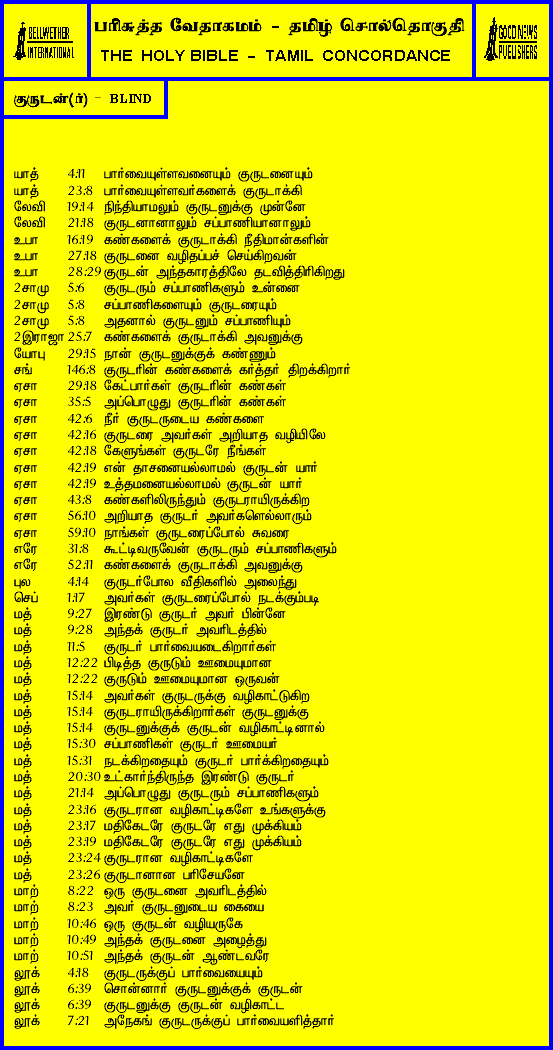 BELLWETHER
INTERNATIONAL
பரிசுத்த வேதாகமம் - தமிழ் சொல்தொகுதி
THE HOLY BIBLE - TAMIL CONCORDANCE
GOOD NEWS
PUBLISHERS
குருடன்(ர்) - BLIND
யாத் 4:11 பார்வையுள்ளவனையும் குருடனையும்
யாத் 23:8 பார்வையுள்ளவர்களைக் குருடாக்கி
லேவி 19:14 நிந்தியாமலும் குருடனுக்கு முன்னே
லேவி 21:18 குருடனானாலும் சப்பாணியானாலும்
உபா 16:19 கண்களைக் குருடாக்கி நீதிமான்களின்
உபா 27:18 குருடனை வழிதப்பச் செய்கிறவன்
உபா 28:29 குருடன் அந்தகாரத்திலே தடவித்திரிகிறது
2சாமு 5:6 குருடரும் சப்பாணிகளும் உன்னை
2சாமு 5:8 சப்பாணிகளையும் குருடரையும்
2சாமு 5:8 அதனால் குருடனும் சப்பாணியும்
2இராஜா 25:7 கண்களைக் குருடாக்கி அவனுக்கு
யோபு 29:15 நான் குருடனுக்குக் கண்ணும்
சங் 146:8 குருடரின் கண்களைக் கர்த்தர் திறக்கிறார்
ஏசா 29:18 கேட்பார்கள் குருடரின் கண்கள்
ஏசா 35:5 அப்பொழுது குருடரின் கண்கள்
ஏசா 42:6 நீர் குருடருடைய கண்களை
ஏசா 42:16 குருடரை அவர்கள் அறியாத வழியிலே
ஏசா 42:18 கேளுங்கள் குருடரே நீங்கள்
ஏசா 42:19 என் தாசனையல்லாமல் குருடன் யார்
ஏசா 42:19 உத்தமனையல்லாமல் குருடன் யார்
ஏசா 43:8 கண்களிலிருந்தும் குருடராயிருக்கிற
ஏசா 56:10 அறியாத குருடர் அவர்களெல்லாரும்
ஏசா 59:10 நாங்கள் குருடரைப்போல் சுவரை
எரே 31:8 கூட்டிவருவேன் குருடரும் சப்பாணிகளும்
எரே 52:11 கண்களைக் குருடாக்கி அவனுக்கு
புல 4:14 குருடர்போல வீதிகளில் அலைந்து
செப் 1:17 அவர்கள் குருடரைப்போல் நடக்கும்படி
மத் 9:27 இரண்டு குருடர் அவர் பின்னே
மத் 9:28 அந்தக் குருடர் அவரிடத்தில்
மத் 11:5 குருடர் பார்வையடைகிறார்கள்
மத் 12:22 பிடித்த குருடும் ஊமையுமான
மத் 12:22 குருடும் ஊமையுமான ஒருவன்
மத் 15:14 அவர்கள் குருடருக்கு வழிகாட்டுகிற
மத் 15:14 குருடராயிருக்கிறார்கள் குருடனுக்கு
மத் 15:14 குருடனுக்குக் குருடன் வழிகாட்டினால்
மத் 15:30 சப்பாணிகள் குருடர் ஊமையர்
மத் 15:31 நடக்கிறதையும் குருடர் பார்க்கிறதையும்
மத் 20:30 உட்கார்ந்திருந்த இரண்டு குருடர்
மத் 21:14 அப்பொழுது குருடரும் சப்பாணிகளும்
மத் 23:16 குருடரான வழிகாட்டிகளே உங்களுக்கு
மத் 23:17 மதிகேடரே குருடரே எது முக்கியம்
மத் 23:19 மதிகேடரே குருடரே எது முக்கியம்
மத் 23:24 குருடரான வழிகாட்டிகளே
மத் 23:26 குருடனான பரிசேயனே
மாற் 8:22 ஒரு குருடனை அவரிடத்தில்
மாற் 8:23 அவர் குருடனுடைய கையை
மாற் 10:46 ஒரு குருடன் வழியருகே
மாற் 10:49 அந்தக் குருடனை அழைத்து
மாற் 10:51 அந்தக் குருடன் ஆண்டவரே
லூக் 4:18 குருடருக்குப் பார்வையையும்
லூக் 6:39 சொன்னார் குருடனுக்குக் குருடன்
லூக் 6:39 குருடனுக்கு குருடன் வழிகாட்ட
லூக் 7:21 அநேகங் குருடருக்குப் பார்வையளித்தார்